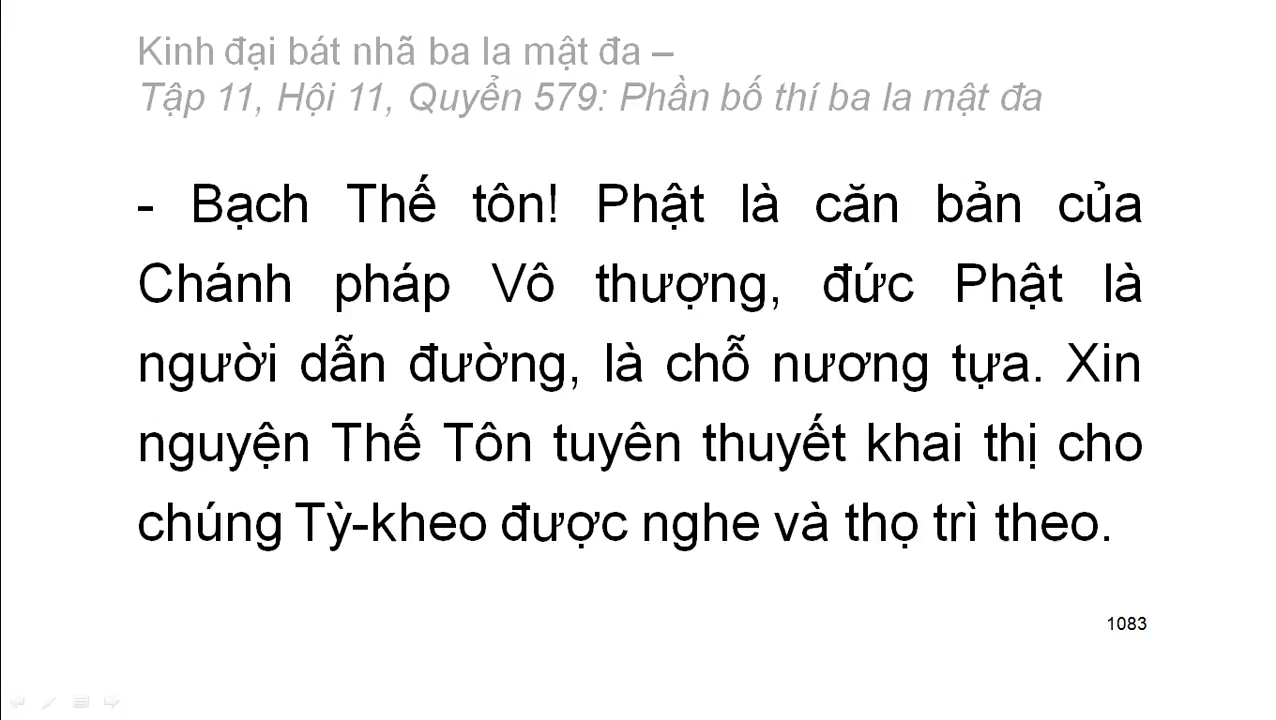 Kinh đại bát nhã ba la mật đa –
Tập 11, Hội 11, Quyển 579: Phần bố thí ba la mật đa
- Bạch Thế tôn! Phật là căn bản của
Chánh pháp Vô thượng, đức Phật là
người dẫn đường, là chỗ nương tựa. Xin
nguyện Thế Tôn tuyên thuyết khai thị cho
chúng Tỳ-kheo được nghe và thọ trì theo.
1083